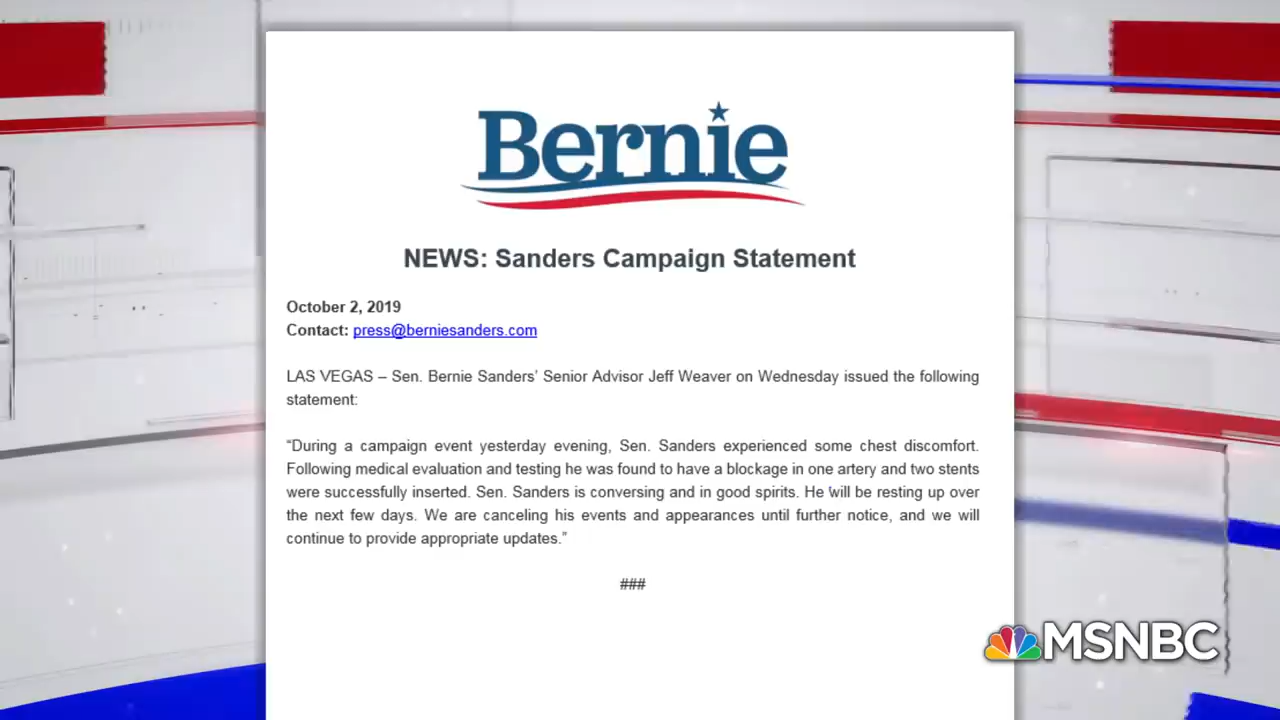 Bernie
NEWS: Sanders Campaign Statement
October 2, 2019
Contact: press@berniesanders.com
LAS VEGAS – Sen. Bernie Sanders’ Senior Advisor Jeff Weaver on Wednesday issued the following
statement:
“During a campaign event yesterday evening, Sen. Sanders experienced some chest discomfort.
Following medical evaluation and testing he was found to have a blockage in one artery and two stents
were successfully inserted. Sen. Sanders is conversing and in good spirits. He will be resting up over
the next few days. We are canceling his events and appearances until further notice, and we will
continue to provide appropriate updates.”
###
MSNBC